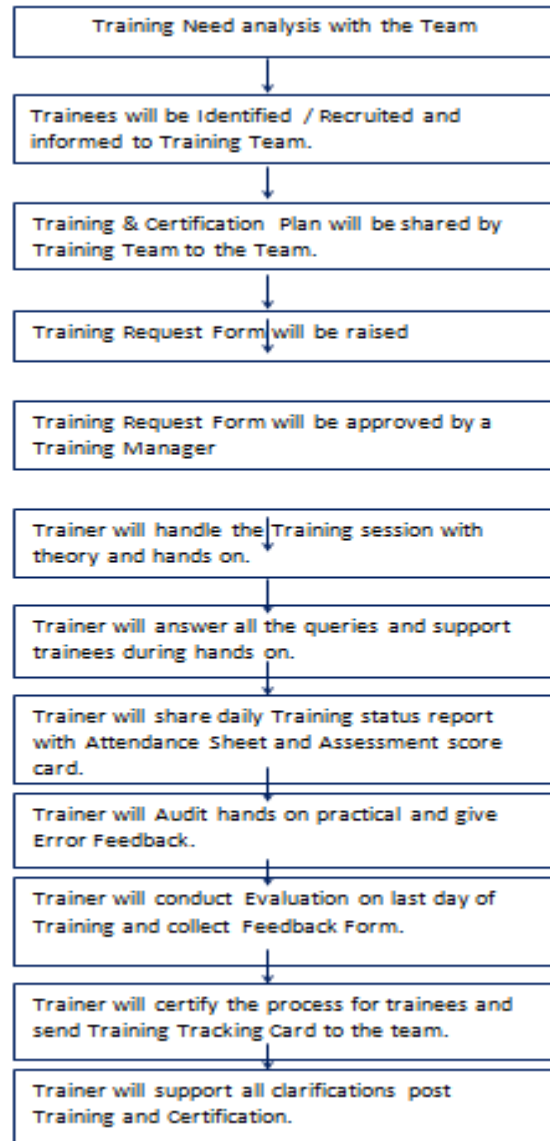 Training Need analysis with the Team
Trainees will be Identified / Recruited and
informed to Training Team.
Training & Certification Plan will be shared by
Training Team to the Team.
Training Request Form will be raised
Training Request Form will be approved by a
Training Manager
Trainer will handle the Training session with
theory and hands on.
Trainer will answer all the queries and support
trainees during hands on.
Trainer will share daily Training status report
with Attendance Sheet and Assessment score
card.
Trainer will Audit hands on practical and give
Error Feedback.
Trainer will conduct Evaluation on last day of
Training and collect Feedback Form.
Trainer will certify the process for trainees and
send Training Tracking Card to the team.
Trainer will support all clarifications post
Training and Certification.